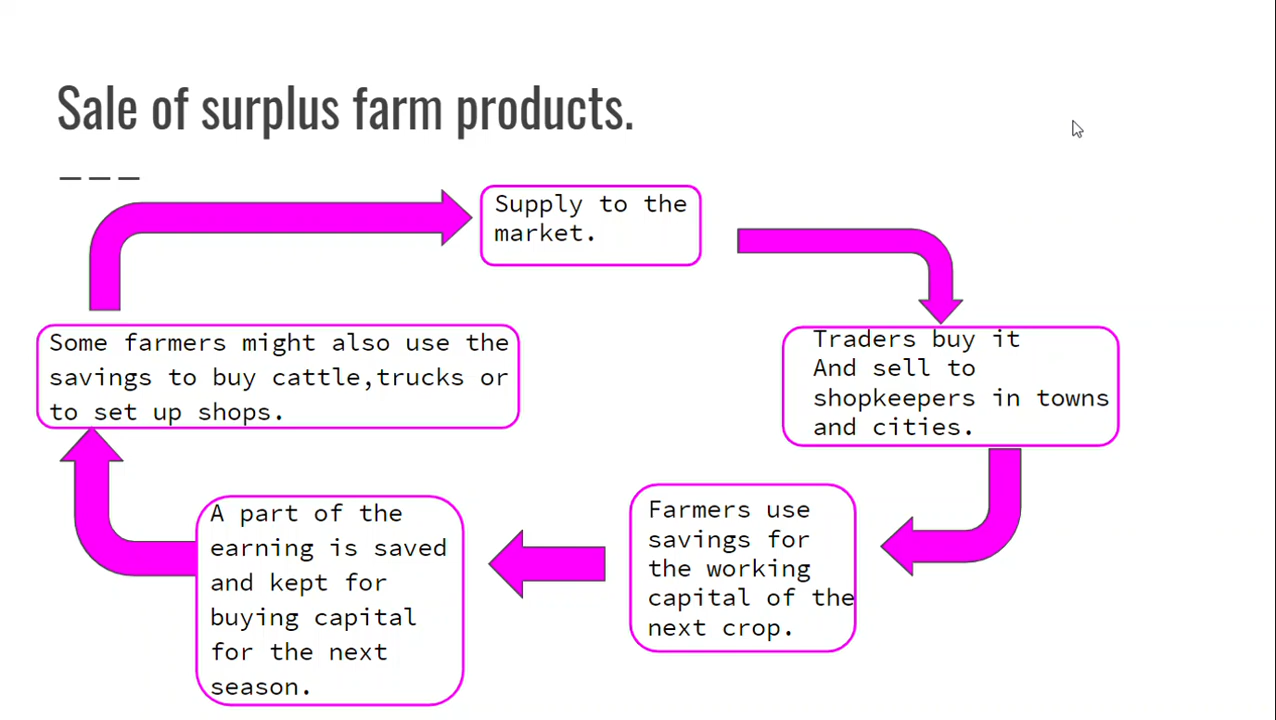 Sale of surplus farm products.
Supply to the
market.
Traders buy it
And sell to
shopkeepers in towns
and cities.
Farmers use
savings for
the working
capital of the
next crop.
A part of the
earning is saved
and kept for
buying capital
for the next
season.
Some farmers might also use the
savings to buy cattle,trucks or
to set up shops.